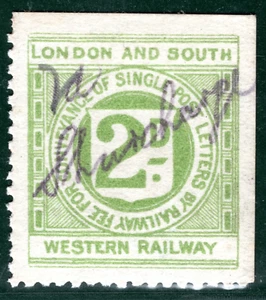 LONDON AND SOUTH
FEE FOR CONVEYANCE OF SINGLE POST LETTERS BY RAILWAY
2D
WESTERN RAILWAY